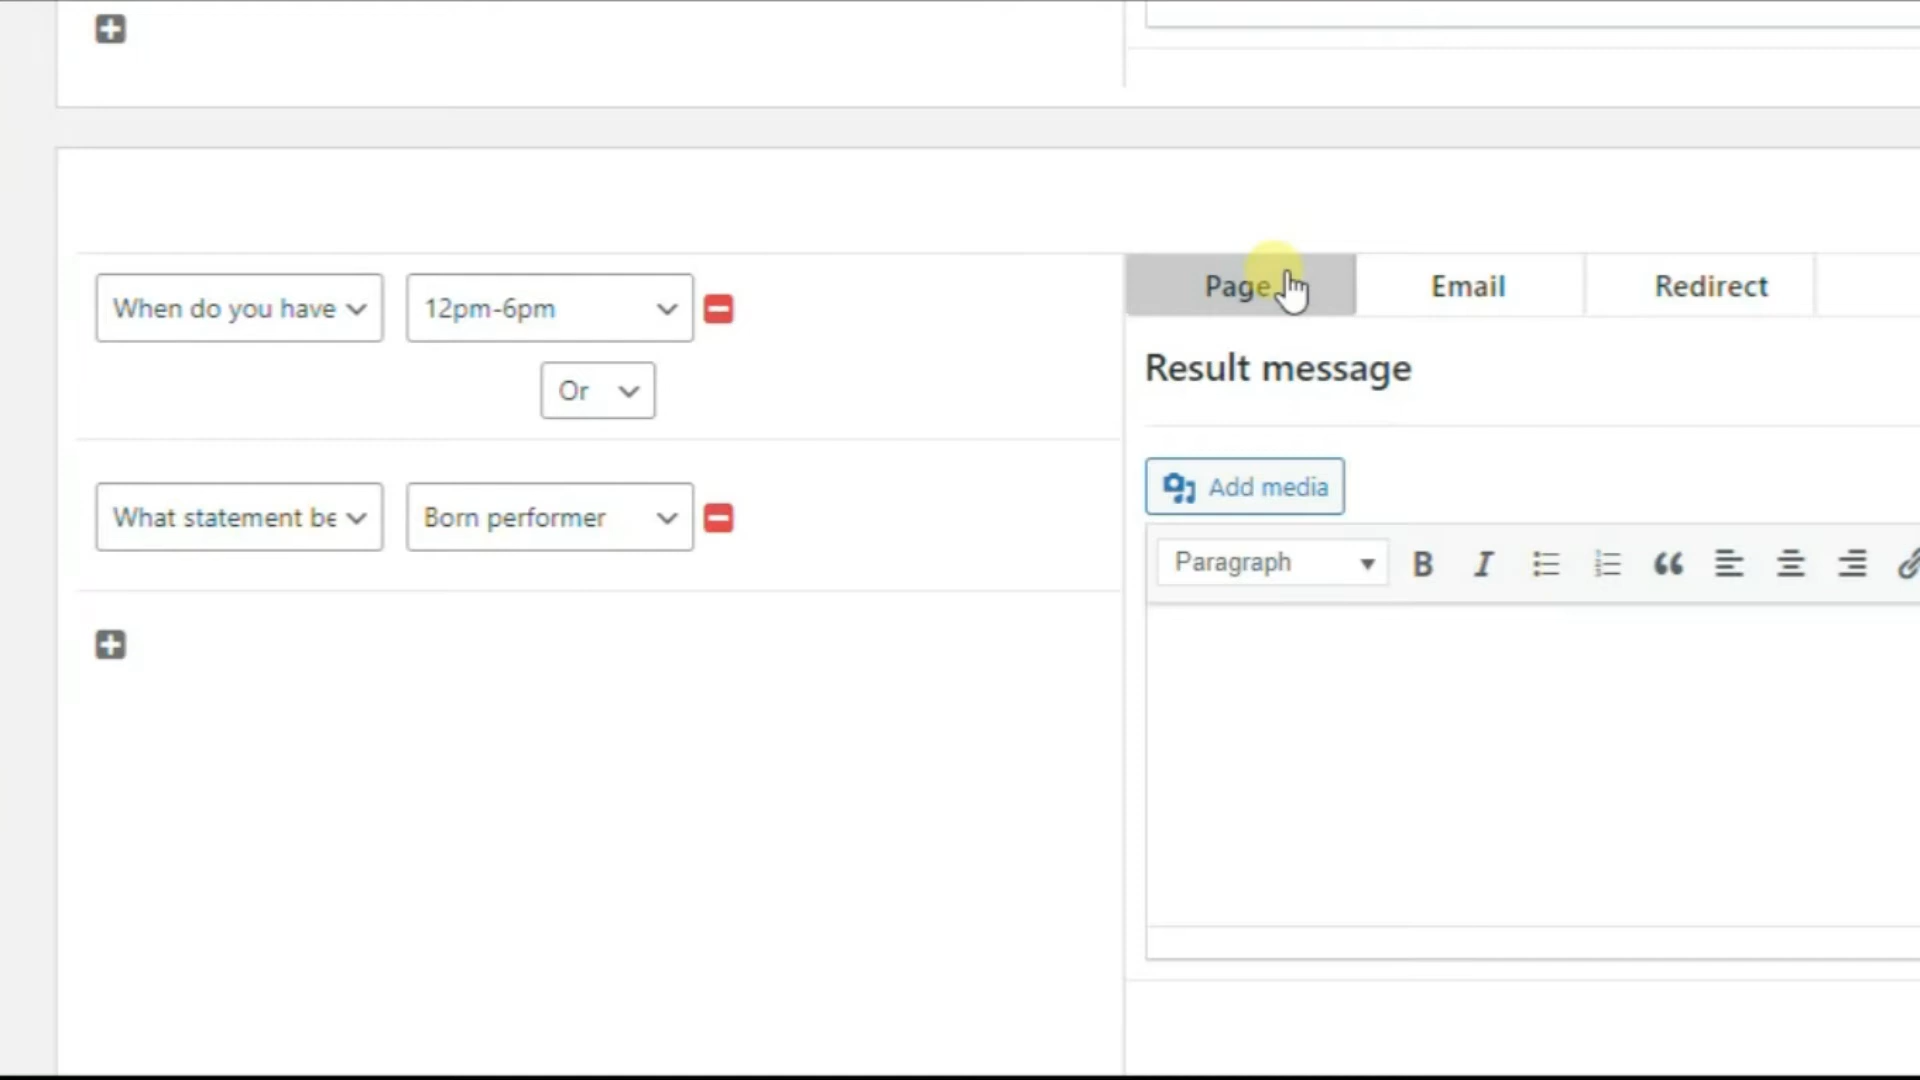 When do you have
12pm-6pm
Or
What statement be
Born performer
Page
Email
Redirect
Result message
Add media
Paragraph
B
I